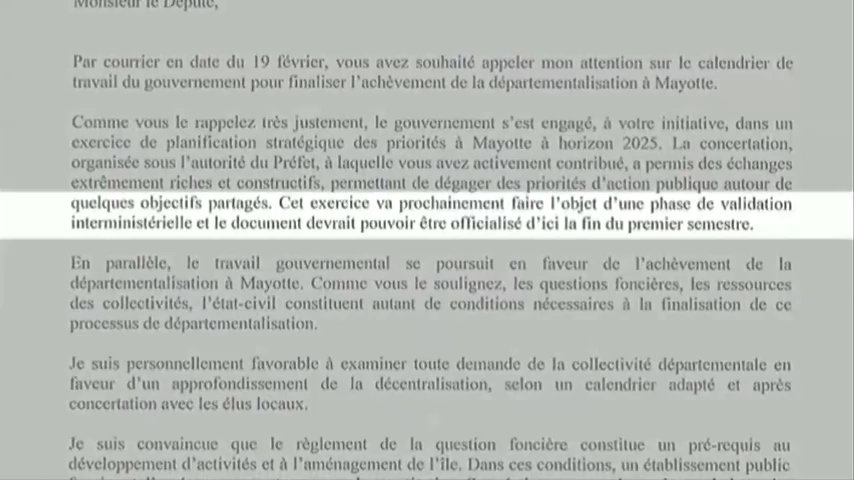 Monsieur le Député,
Par courrier en date du 19 février, vous avez souhaité appeler mon attention sur le calendrier de
travail du gouvernement pour finaliser l'achèvement de la départementalisation à Mayotte.
Comme vous le rappelez très justement, le gouvernement s'est engagé, à votre initiative, dans un
exercice de planification stratégique des priorités à Mayotte à horizon 2025. La concertation,
organisée sous l'autorité du Préfet, à laquelle vous avez activement contribué, a permis des échanges
extrêmement riches et constructifs, permettant de dégager des priorités d'action publique autour de
quelques objectifs partagés. Cet exercice va prochainement faire l'objet d'une phase de validation
interministérielle et le document devrait pouvoir être officialisé d'ici la fin du premier semestre.
En parallèle, le travail gouvernemental se poursuit en faveur de l'achèvement de la
départementalisation à Mayotte. Comme vous le soulignez, les questions foncières, les ressources
des collectivités, l'état-civil constituent autant de conditions nécessaires à la finalisation de ce
processus de départementalisation.
Je suis personnellement favorable à examiner toute demande de la collectivité départementale en
faveur d'un approfondissement de la décentralisation, selon un calendrier adapté et après
concertation avec les élus locaux.
Je suis convaincue que le règlement de la question foncière constitue un pré-requis au
développement d'activités et à l'aménagement de l'île. Dans ces conditions, un établissement public